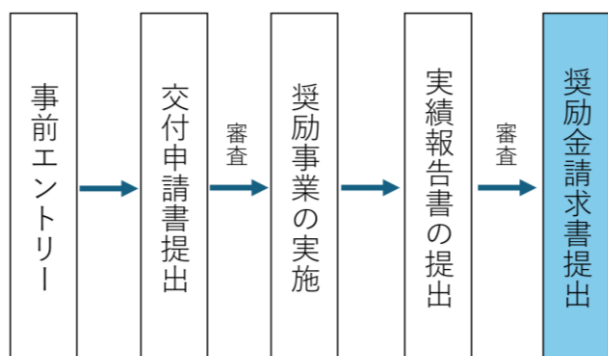 事前エントリー
交付申請書提出
審査
奨励事業の実施
実績報告書の提出
審査
奨励金請求書提出